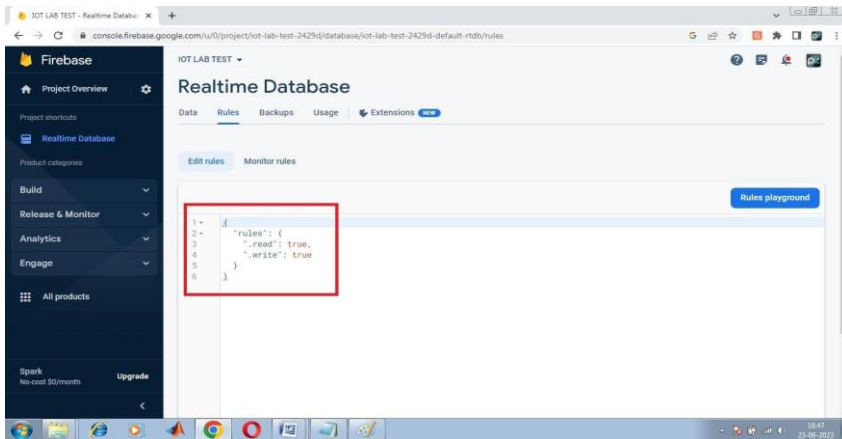 IOT LAB TEST - Realtime Databa
console.firebase.google.com/u/0/project/iot-lab-test-2429d/database/iot-lab-test-2429d-default-rtdb/rules
Firebase
Project Overview
Project shortcuts
Realtime Database
Product categories
Build
Release & Monitor
Analytics
Engage
All products
Spark
No-cost $0/month
Upgrade
IOT LAB TEST
Realtime Database
Data Rules Backups Usage Extensions NEW
Edit rules Monitor rules
Rules playground
1 {
2 "rules": {
3 ".read": true,
4 ".write": true
5 }
6 }
18:47
23-06-2023